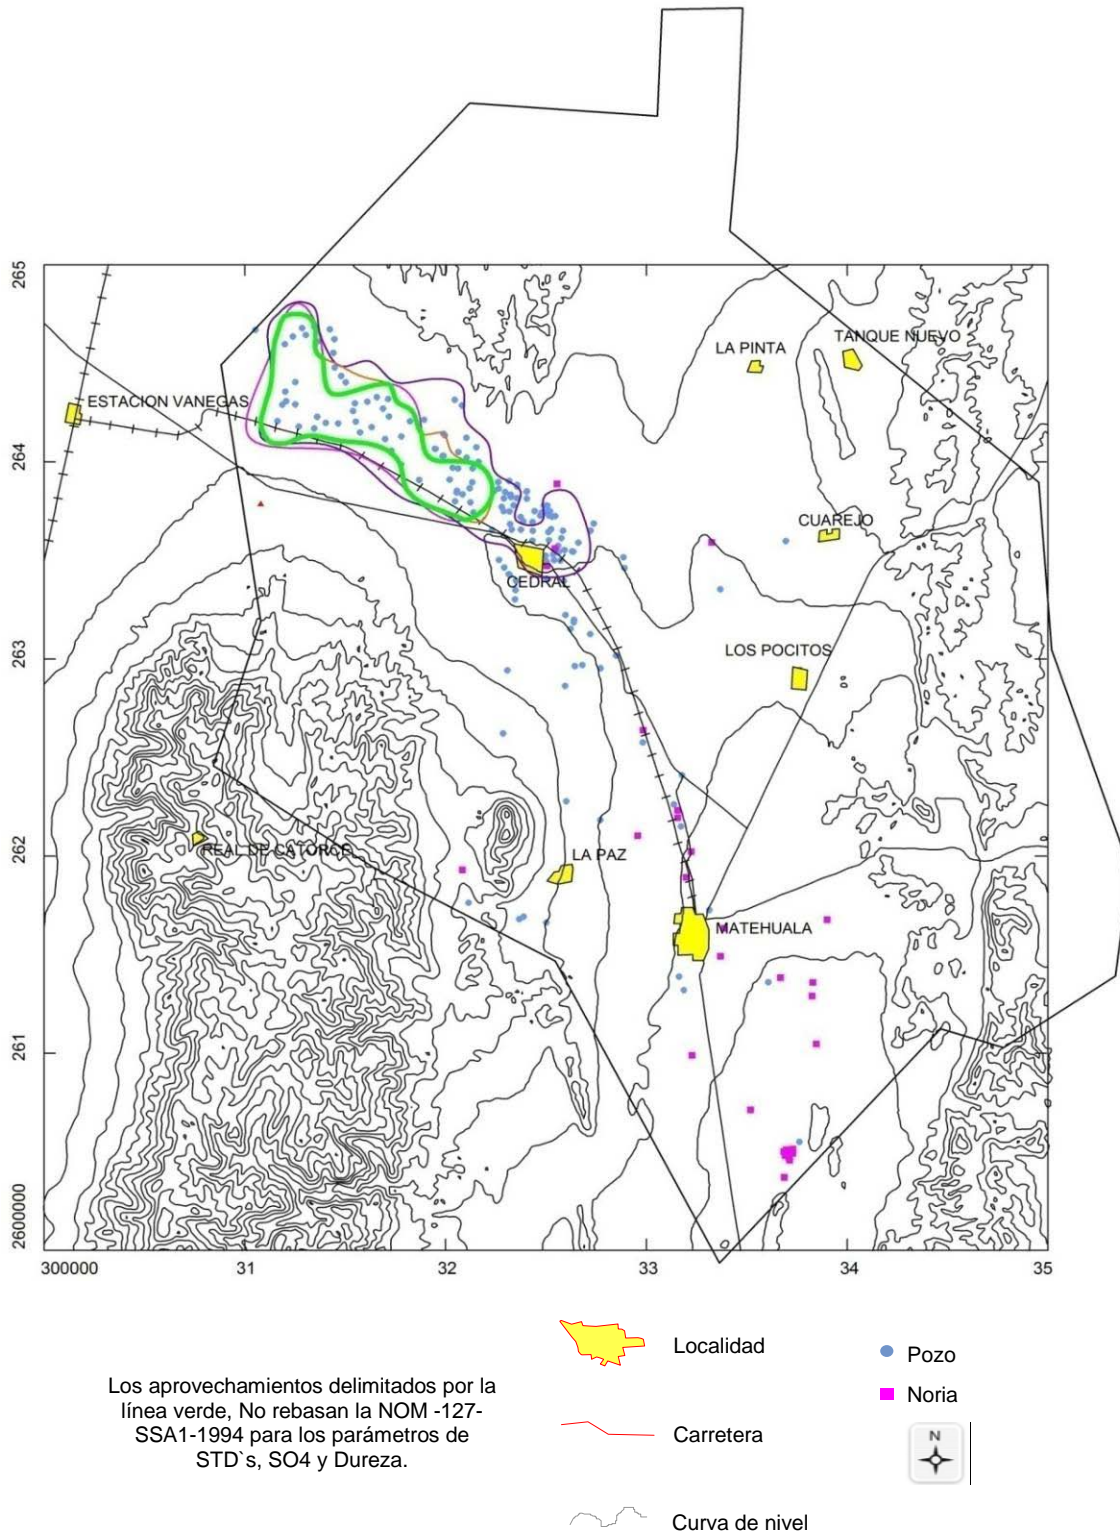 265
264
263
262
261
2600000
300000
31
32
33
34
35
ESTACION VANEGAS
LA PINTA
TANQUE NUEVO
CUAREJO
CEDRAL
LOS POCITOS
REAL DE CATORCE
LA PAZ
MATEHUALA
Los aprovechamientos delimitados por la
línea verde, No rebasan la NOM -127-
SSA1-1994 para los parámetros de
STD`s, SO4 y Dureza.
Localidad
Carretera
Curva de nivel
Pozo
Noria
N